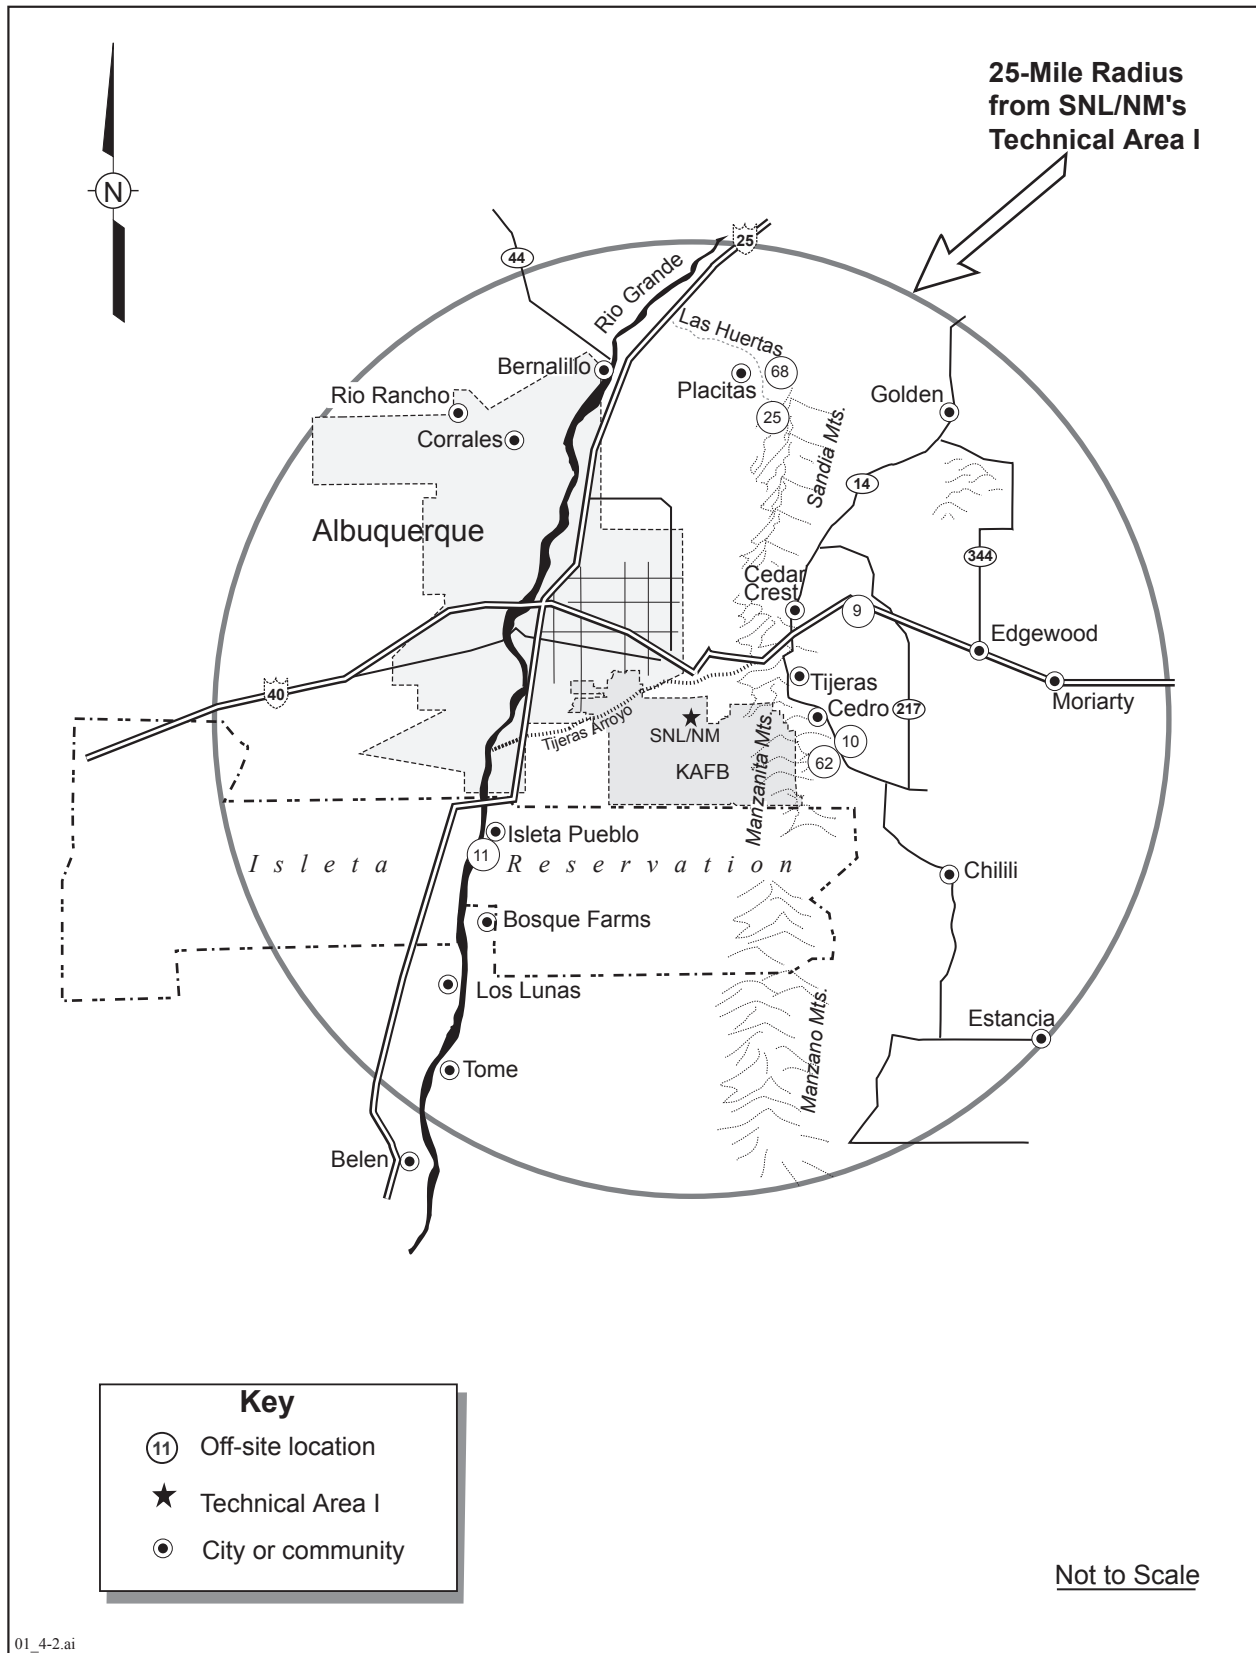 25-Mile Radius
from SNL/NM's
Technical Area I
N
25
44
Rio Grande
Las Huertas
Bernalillo
68
Placitas
Rio Rancho
Golden
25
Corrales
Sandia Mts.
14
Albuquerque
344
Cedar
Crest
9
Edgewood
Tijeras
40
Moriarty
Cedro
217
Tijeras Arroyo
SNL/NM
10
62
KAFB
Manzanita Mts.
Isleta Pueblo
11
Isleta Reservation
Chilili
Bosque Farms
Los Lunas
Estancia
Manzano Mts.
Tome
Belen
Key
11 Off-site location
Technical Area I
City or community
Not to Scale
01_4-2.ai